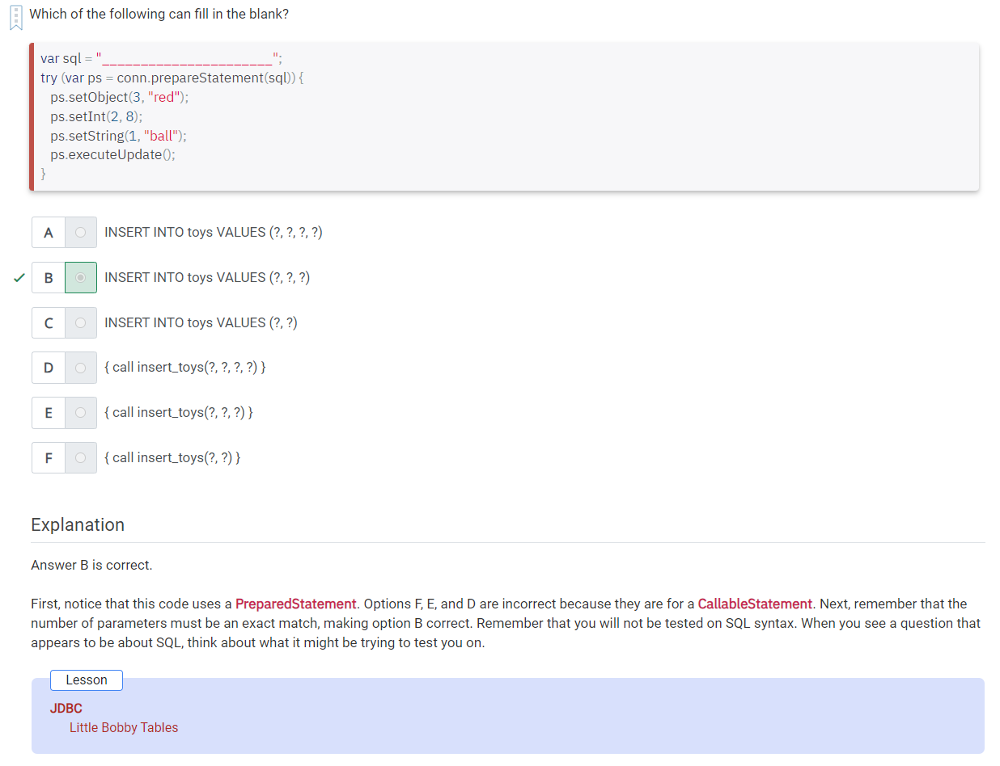 Which of the following can fill in the blank?
var sql = "______________________";
try (var ps = conn.prepareStatement(sql)) {
ps.setObject(3, "red");
ps.setInt(2, 8);
ps.setString(1, "ball");
ps.executeUpdate();
}
A INSERT INTO toys VALUES (?, ?, ?, ?)
B INSERT INTO toys VALUES (?, ?, ?)
C INSERT INTO toys VALUES (?, ?)
D { call insert_toys(?, ?, ?, ?) }
E { call insert_toys(?, ?, ?) }
F { call insert_toys(?, ?) }
Explanation
Answer B is correct.
First, notice that this code uses a PreparedStatement. Options F, E, and D are incorrect because they are for a CallableStatement. Next, remember that the
number of parameters must be an exact match, making option B correct. Remember that you will not be tested on SQL syntax. When you see a question that
appears to be about SQL, think about what it might be trying to test you on.
Lesson
JDBC
Little Bobby Tables